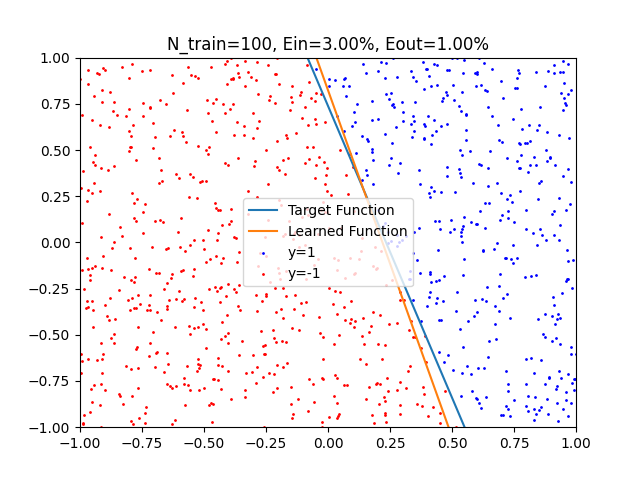 N_train=100, Ein=3.00%, Eout=1.00%
1.00
0.75
0.50
0.25
0.00
−0.25
−0.50
−0.75
−1.00
Target Function
Learned Function
y=1
y=-1
−1.00 −0.75 −0.50 −0.25 0.00 0.25 0.50 0.75 1.00